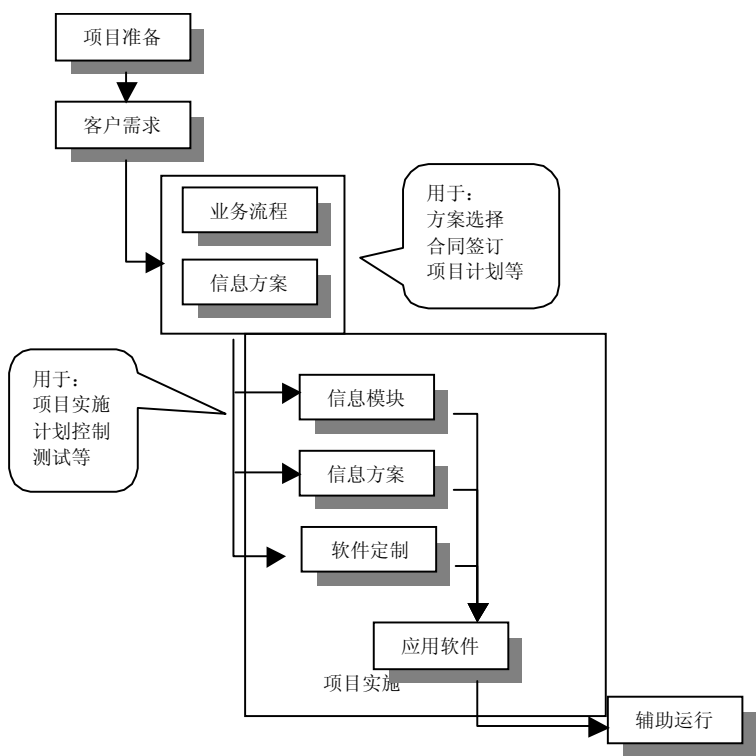 项目准备
客户需求
业务流程
信息方案
用于：
方案选择
合同签订
项目计划等
用于：
项目实施
计划控制
测试等
信息模块
信息方案
软件定制
应用软件
项目实施
辅助运行